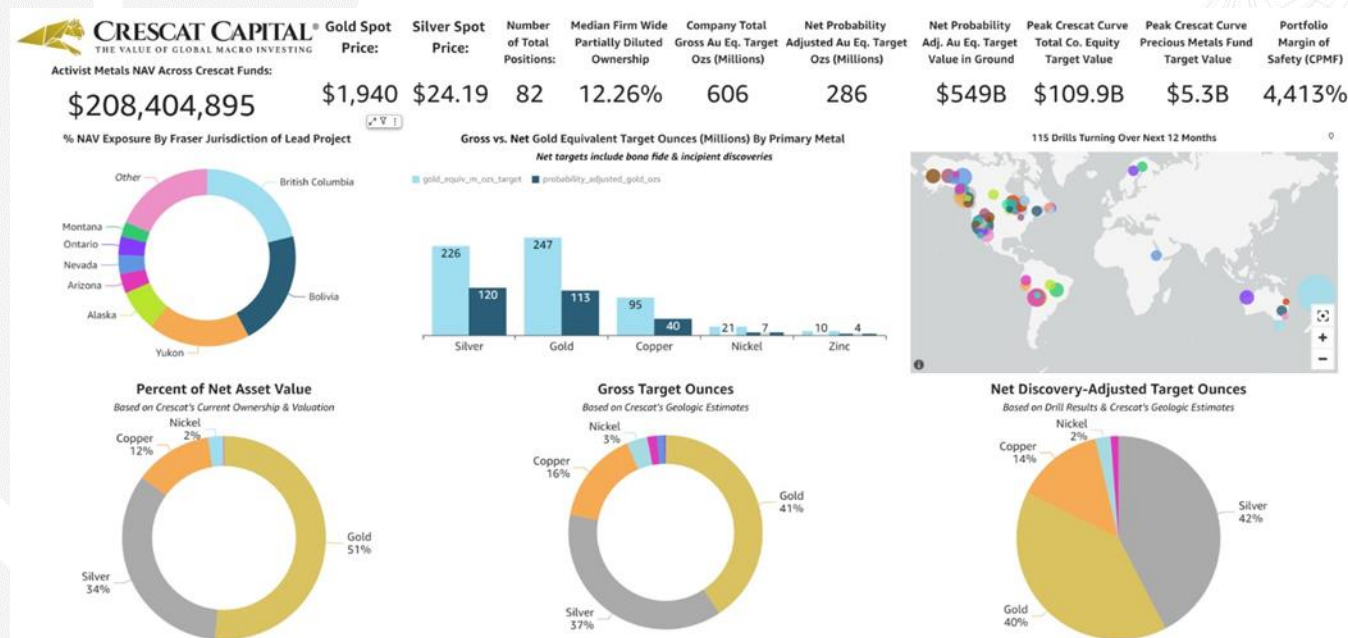 CRESCAT CAPITAL®
THE VALUE OF GLOBAL MACRO INVESTING
Activist Metals NAV Across Crescat Funds:
$208,404,895
Gold Spot
Price:
$1,940
Silver Spot
Price:
$24.19
Number
of Total
Positions:
82
Median Firm Wide
Partially Diluted
Ownership
12.26%
Company Total
Gross Au Eq. Target
Ozs (Millions)
606
Net Probability
Adjusted Au Eq. Target
Ozs (Millions)
286
Net Probability
Adj. Au Eq. Target
Value in Ground
$549B
Peak Crescat Curve
Total Co. Equity
Target Value
$109.9B
Peak Crescat Curve
Precious Metals Fund
Target Value
$5.3B
Portfolio
Margin of
Safety (CPMF)
4,413%
% NAV Exposure By Fraser Jurisdiction of Lead Project
Other
British Columbia
Montana
Ontario
Nevada
Arizona
Bolivia
Alaska
Yukon
Gross vs. Net Gold Equivalent Target Ounces (Millions) By Primary Metal
Net targets include bona fide & incipient discoveries
gold_equiv_m_ozs_target
probability_adjusted_gold_ozs
226
120
247
113
95
40
21
7
10
4
Silver
Gold
Copper
Nickel
Zinc
115 Drills Turning Over Next 12 Months
+
−
Percent of Net Asset Value
Based on Crescat's Current Ownership & Valuation
Nickel
2%
Copper
12%
Gold
51%
Silver
34%
Gross Target Ounces
Based on Crescat's Geologic Estimates
Nickel
3%
Copper
16%
Gold
41%
Silver
37%
Net Discovery-Adjusted Target Ounces
Based on Drill Results & Crescat's Geologic Estimates
Nickel
2%
Copper
14%
Silver
42%
Gold
40%